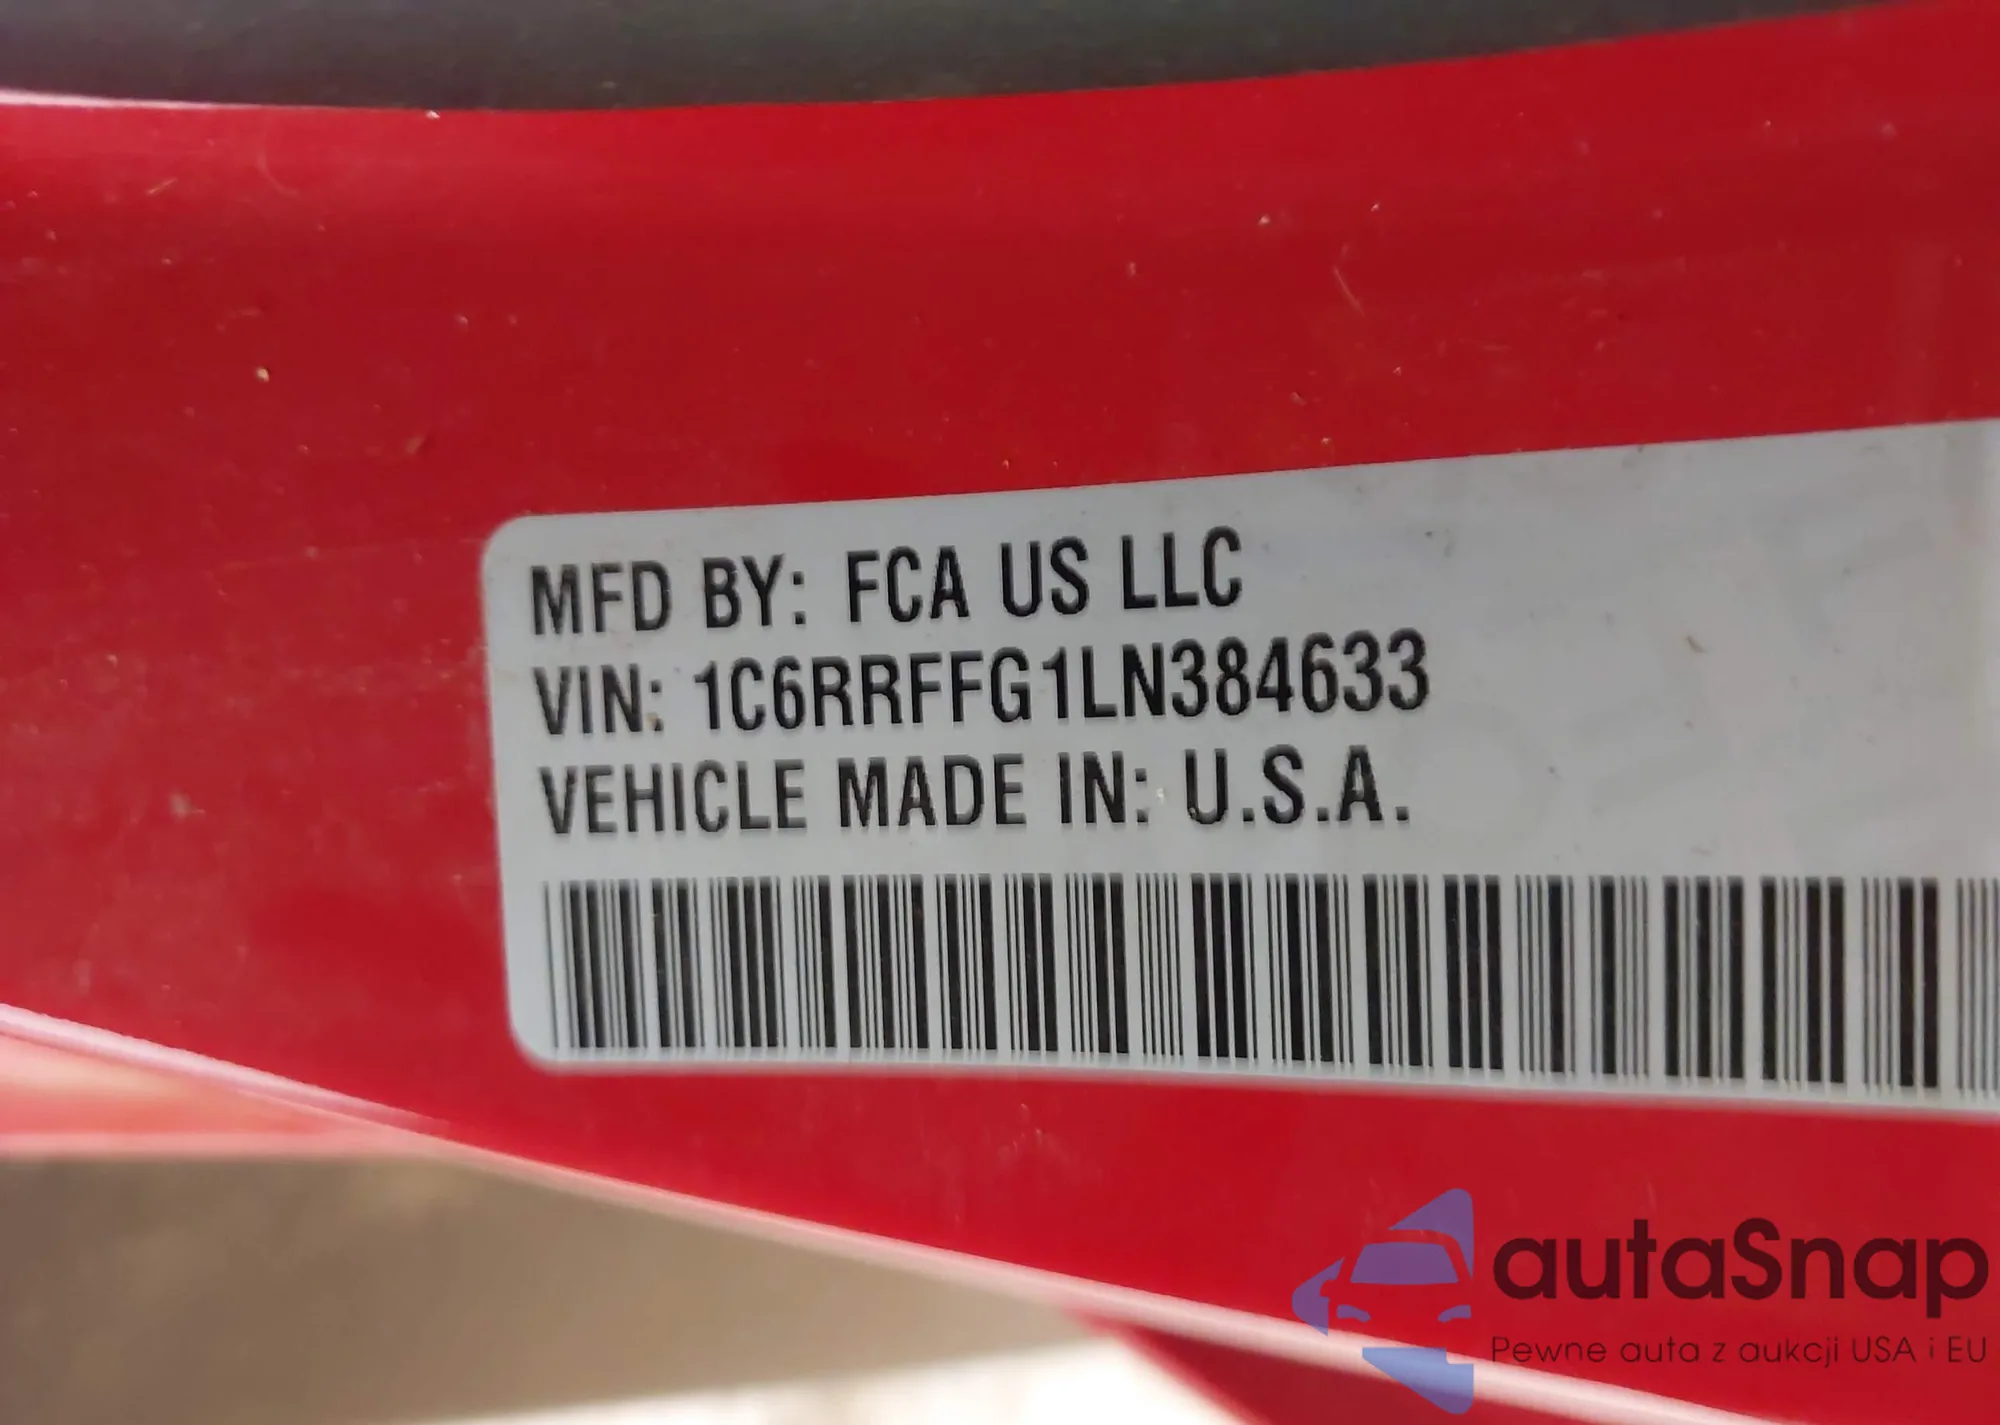 MFD BY: FCA US LLC
VIN: 1C6RRFFG1LN384633
VEHICLE MADE IN: U.S.A.
autaSnap
Pewne auta z aukcji USA i EU